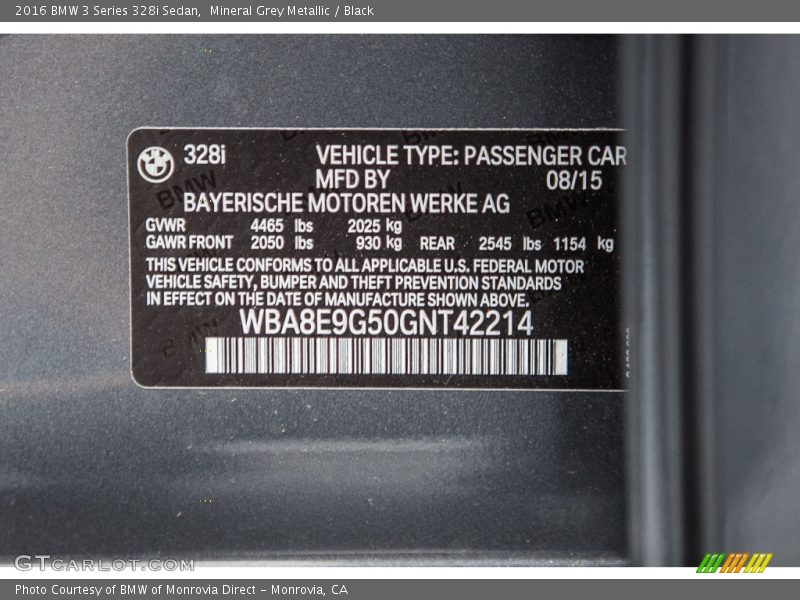 2016 BMW 3 Series 328i Sedan,  Mineral Grey Metallic / Black
328i VEHICLE TYPE: PASSENGER CAR
MFD BY 08/15
BAYERISCHE MOTOREN WERKE AG
GVWR 4465 lbs 2025 kg
GAWR FRONT 2050 lbs 930 kg REAR 2545 lbs 1154 kg
THIS VEHICLE CONFORMS TO ALL APPLICABLE U.S. FEDERAL MOTOR
VEHICLE SAFETY, BUMPER AND THEFT PREVENTION STANDARDS
IN EFFECT ON THE DATE OF MANUFACTURE SHOWN ABOVE.
WBA8E9G50GNT42214
GTCARLOT.COM
Photo Courtesy of BMW of Monrovia Direct – Monrovia, CA